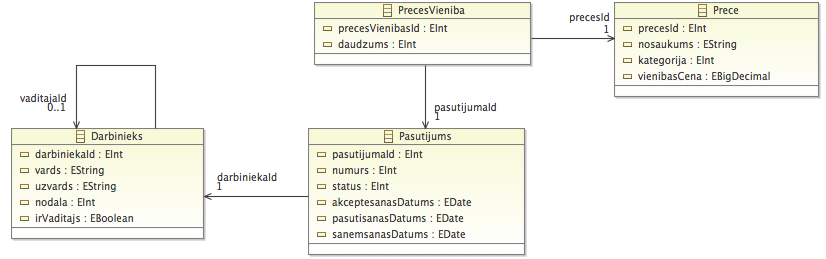 PrecesVieniba
precesVienibasId : EInt
daudzums : EInt
precesId
1
Prece
precesId : EInt
nosaukums : EString
kategorija : EInt
vienibasCena : EBigDecimal
vaditajaId
0..1
pasutijumaId
1
Darbinieks
darbiniekaId : EInt
vards : EString
uzvards : EString
nodala : EInt
irVaditajs : EBoolean
darbiniekaId
1
Pasutijums
pasutijumaId : EInt
numurs : EInt
status : EInt
akceptesanasDatums : EDate
pasutisanasDatums : EDate
sanemsanasDatums : EDate